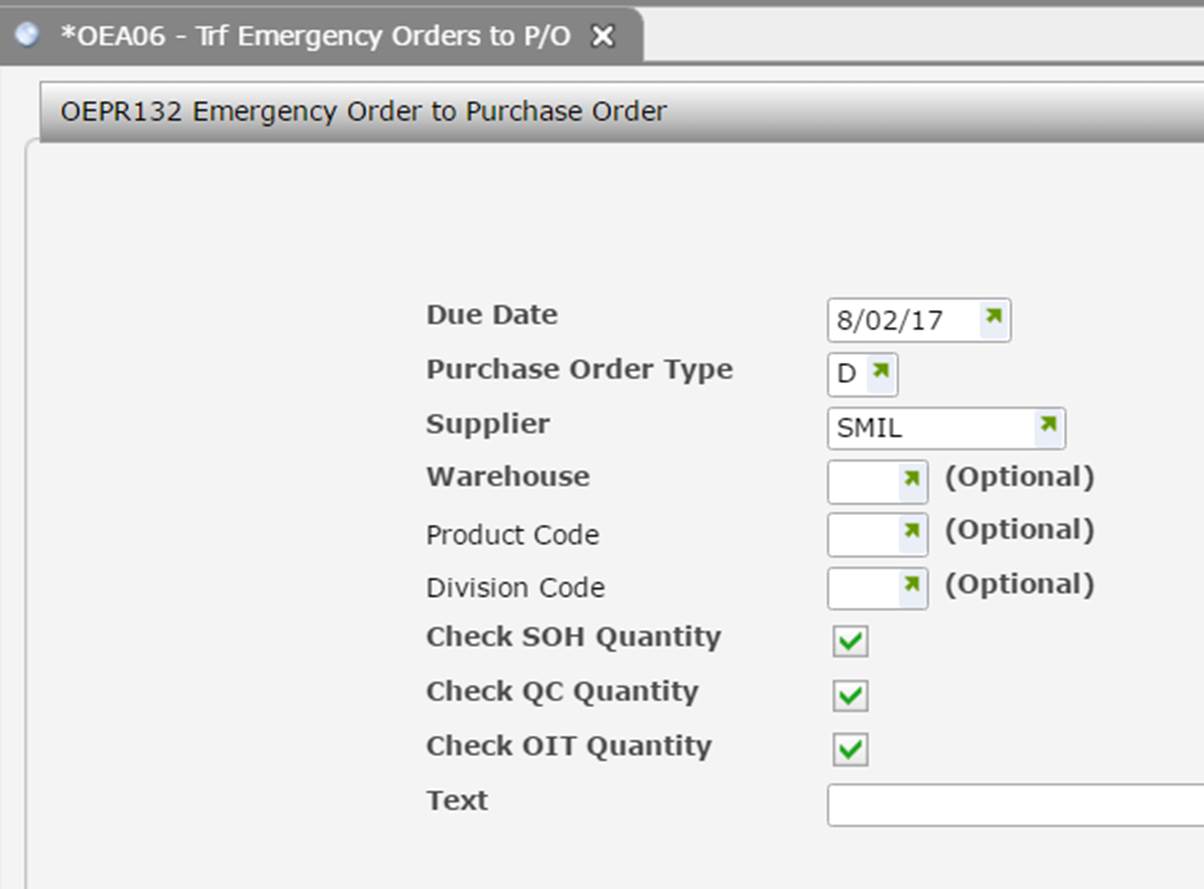 *OEA06 - Trf Emergency Orders to P/O
OEPR132 Emergency Order to Purchase Order
Due Date 8/02/17
Purchase Order Type D
Supplier SMIL
Warehouse (Optional)
Product Code (Optional)
Division Code (Optional)
Check SOH Quantity
Check QC Quantity
Check OIT Quantity
Text